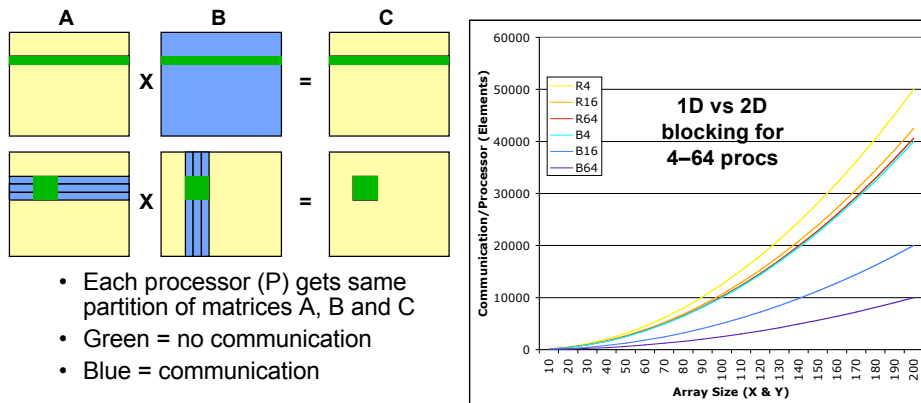 A B C
X =
X =
• Each processor (P) gets same
partition of matrices A, B and C
• Green = no communication
• Blue = communication
Communication/Processor (Elements)
60000
50000
40000
30000
20000
10000
0
R4
R16
R64
B4
B16
B64
1D vs 2D
blocking for
4–64 procs
10 20 30 40 50 60 70 80 90 100 110 120 130 140 150 160 170 180 190 200
Array Size (X & Y)